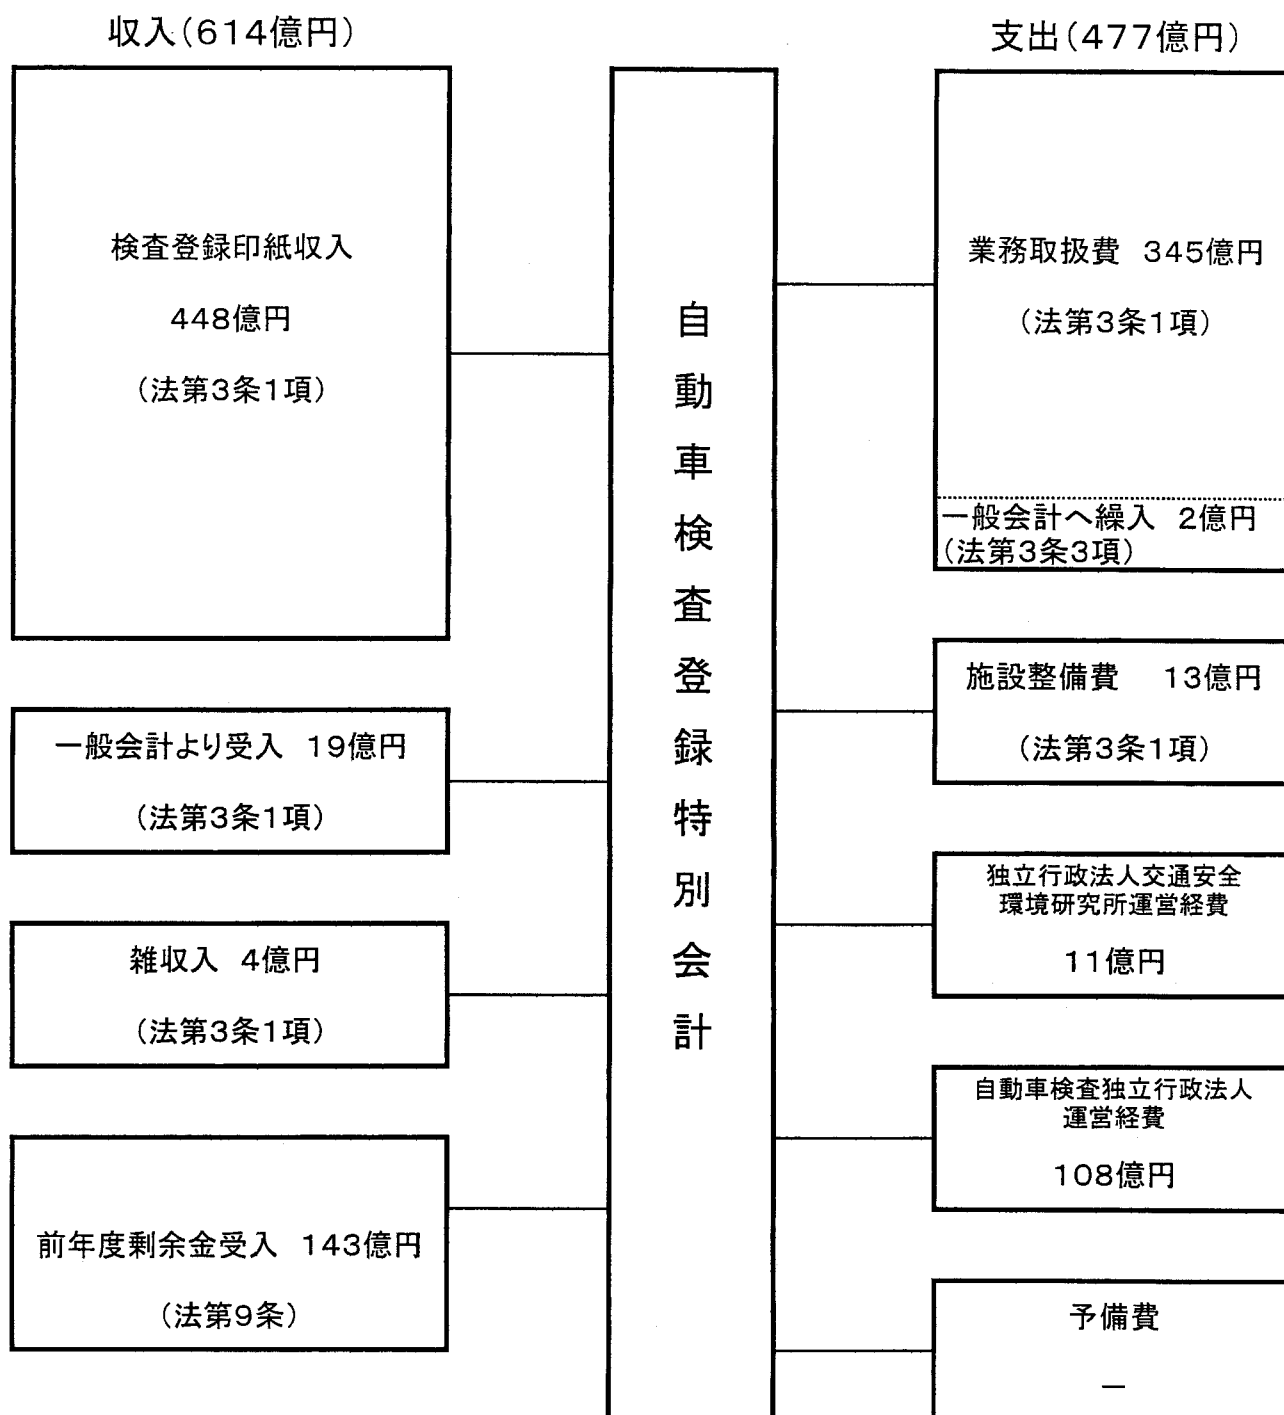 収入(614億円)
検査登録印紙収入
448億円
(法第3条1項)
一般会計より受入 19億円
(法第3条1項)
雑収入 4億円
(法第3条1項)
前年度剰余金受入 143億円
(法第9条)
自動車検査登録特別会計
支出(477億円)
業務取扱費 345億円
(法第3条1項)
一般会計へ繰入 2億円
(法第3条3項)
施設整備費 13億円
(法第3条1項)
独立行政法人交通安全
環境研究所運営経費
11億円
自動車検査独立行政法人
運営経費
108億円
予備費
－